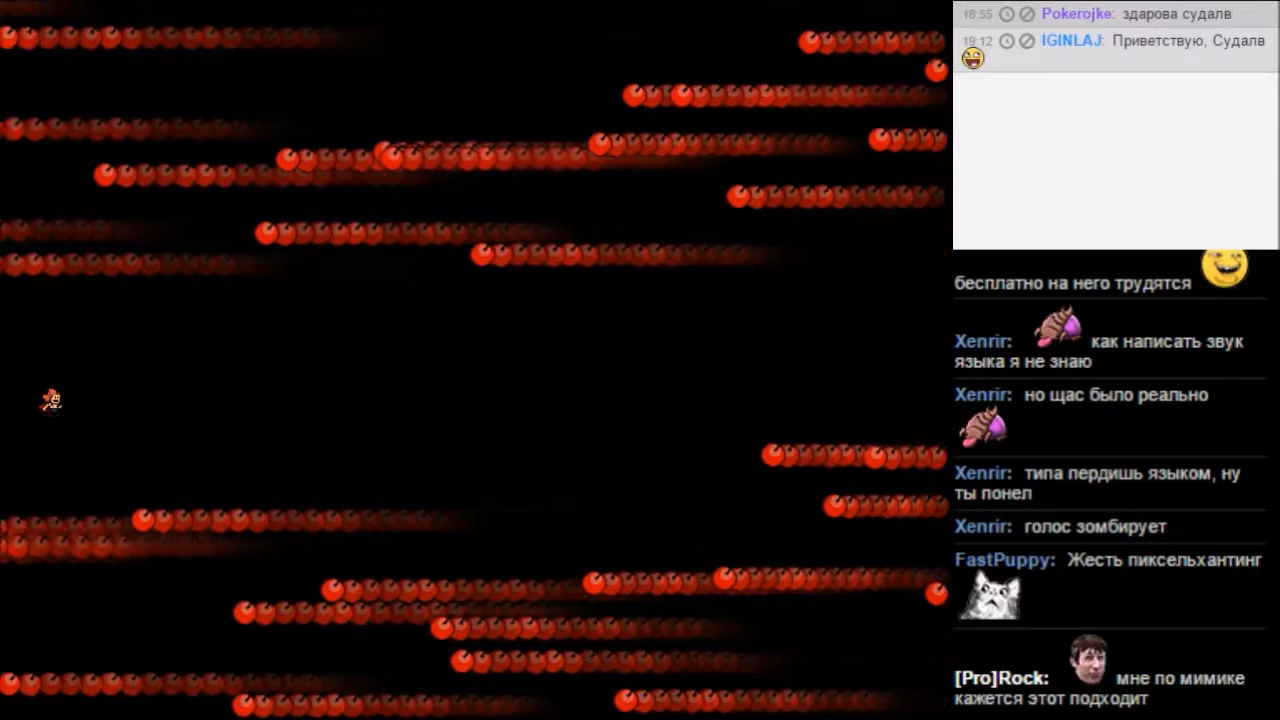 18:55 Pokerojke: здарова судалв
19:12 IGINLAJ: Приветствую, Судалв
бесплатно на него трудятся
Xenrir: как написать звук
языка я не знаю
Xenrir: но щас было реально
Xenrir: типа пердишь языком, ну
ты понел
Xenrir: голос зомбирует
FastPuppy: Жесть пиксельхантинг
[Pro]Rock: мне по мимике
кажется этот подходит